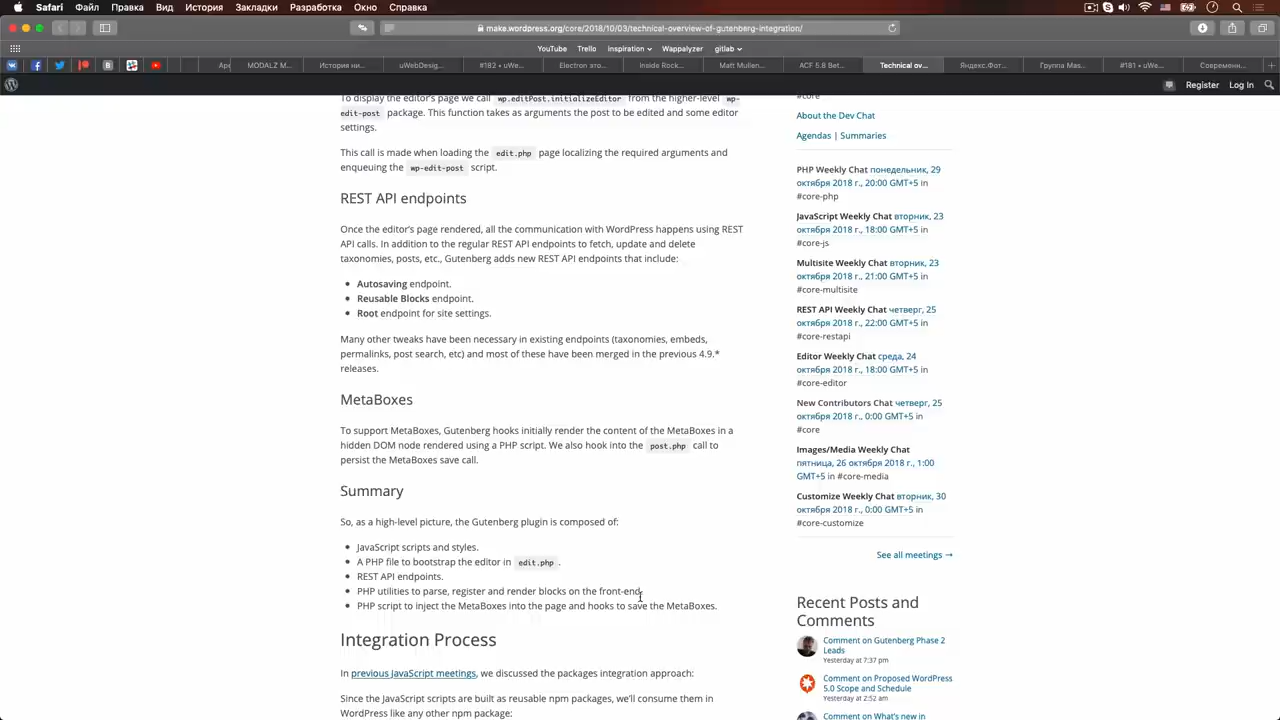 Safari Файл Правка Вид История Закладки Разработка Окно Справка
make.wordpress.org/core/2018/10/03/technical-overview-of-gutenberg-integration/
YouTube Trello inspiration Wappalyzer gitlab
MODALZ M... История ни... uWebDesig... #182 – uWe... Electron это... Inside Rock... Matt Mullen... ACF 5.8 Bet... Technical ov... Яндекс.Фот... Группа Mas... #181 – uWe... Современн...
Register Log In
To display the editor's page we call wp.editPost.initializeEditor from the higher-level wp-
edit-post package. This function takes as arguments the post to be edited and some editor
settings.
This call is made when loading the edit.php page localizing the required arguments and
enqueuing the wp-edit-post script.
REST API endpoints
Once the editor's page rendered, all the communication with WordPress happens using REST
API calls. In addition to the regular REST API endpoints to fetch, update and delete
taxonomies, posts, etc., Gutenberg adds new REST API endpoints that include:
Autosaving endpoint.
Reusable Blocks endpoint.
Root endpoint for site settings.
Many other tweaks have been necessary in existing endpoints (taxonomies, embeds,
permalinks, post search, etc) and most of these have been merged in the previous 4.9.*
releases.
MetaBoxes
To support MetaBoxes, Gutenberg hooks initially render the content of the MetaBoxes in a
hidden DOM node rendered using a PHP script. We also hook into the post.php call to
persist the MetaBoxes save call.
Summary
So, as a high-level picture, the Gutenberg plugin is composed of:
JavaScript scripts and styles.
A PHP file to bootstrap the editor in edit.php .
REST API endpoints.
PHP utilities to parse, register and render blocks on the front-end.
PHP script to inject the MetaBoxes into the page and hooks to save the MetaBoxes.
Integration Process
In previous JavaScript meetings, we discussed the packages integration approach:
Since the JavaScript scripts are built as reusable npm packages, we'll consume them in
WordPress like any other npm package:
#core
About the Dev Chat
Agendas | Summaries
PHP Weekly Chat понедельник, 29
октября 2018 г., 20:00 GMT+5 in
#core-php
JavaScript Weekly Chat вторник, 23
октября 2018 г., 18:00 GMT+5 in
#core-js
Multisite Weekly Chat вторник, 23
октября 2018 г., 21:00 GMT+5 in
#core-multisite
REST API Weekly Chat четверг, 25
октября 2018 г., 22:00 GMT+5 in
#core-restapi
Editor Weekly Chat среда, 24
октября 2018 г., 18:00 GMT+5 in
#core-editor
New Contributors Chat четверг, 25
октября 2018 г., 0:00 GMT+5 in
#core
Images/Media Weekly Chat
пятница, 26 октября 2018 г., 1:00
GMT+5 in #core-media
Customize Weekly Chat вторник, 30
октября 2018 г., 0:00 GMT+5 in
#core-customize
See all meetings →
Recent Posts and
Comments
Comment on Gutenberg Phase 2
Leads
Yesterday at 7:37 pm
Comment on Proposed WordPress
5.0 Scope and Schedule
Yesterday at 2:52 am
Comment on What's new in